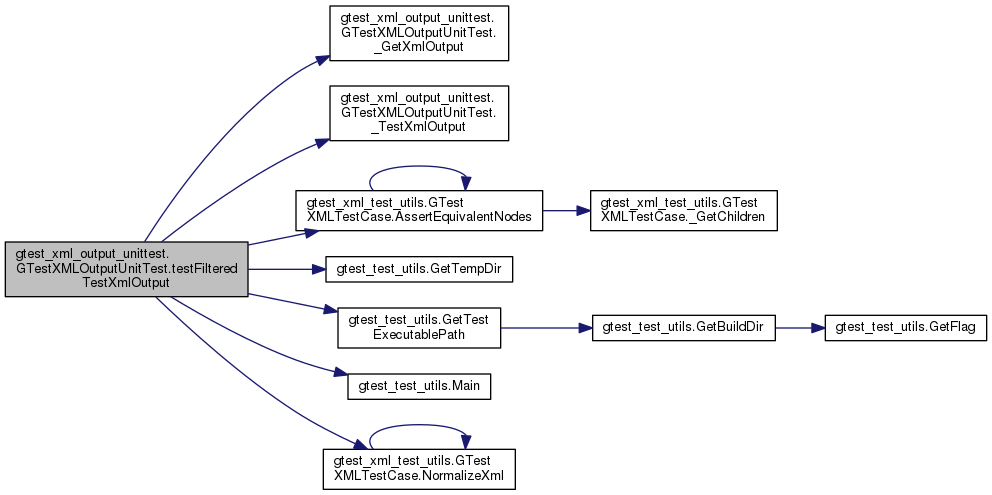 gtest_xml_output_unittest.
GTestXMLOutputUnitTest.
_GetXmlOutput
gtest_xml_output_unittest.
GTestXMLOutputUnitTest.
_TestXmlOutput
gtest_xml_test_utils.GTest
XMLTestCase.AssertEquivalentNodes
gtest_xml_test_utils.GTest
XMLTestCase._GetChildren
gtest_xml_output_unittest.
GTestXMLOutputUnitTest.testFiltered
TestXmlOutput
gtest_test_utils.GetTempDir
gtest_test_utils.GetTest
ExecutablePath
gtest_test_utils.GetBuildDir
gtest_test_utils.GetFlag
gtest_test_utils.Main
gtest_xml_test_utils.GTest
XMLTestCase.NormalizeXml